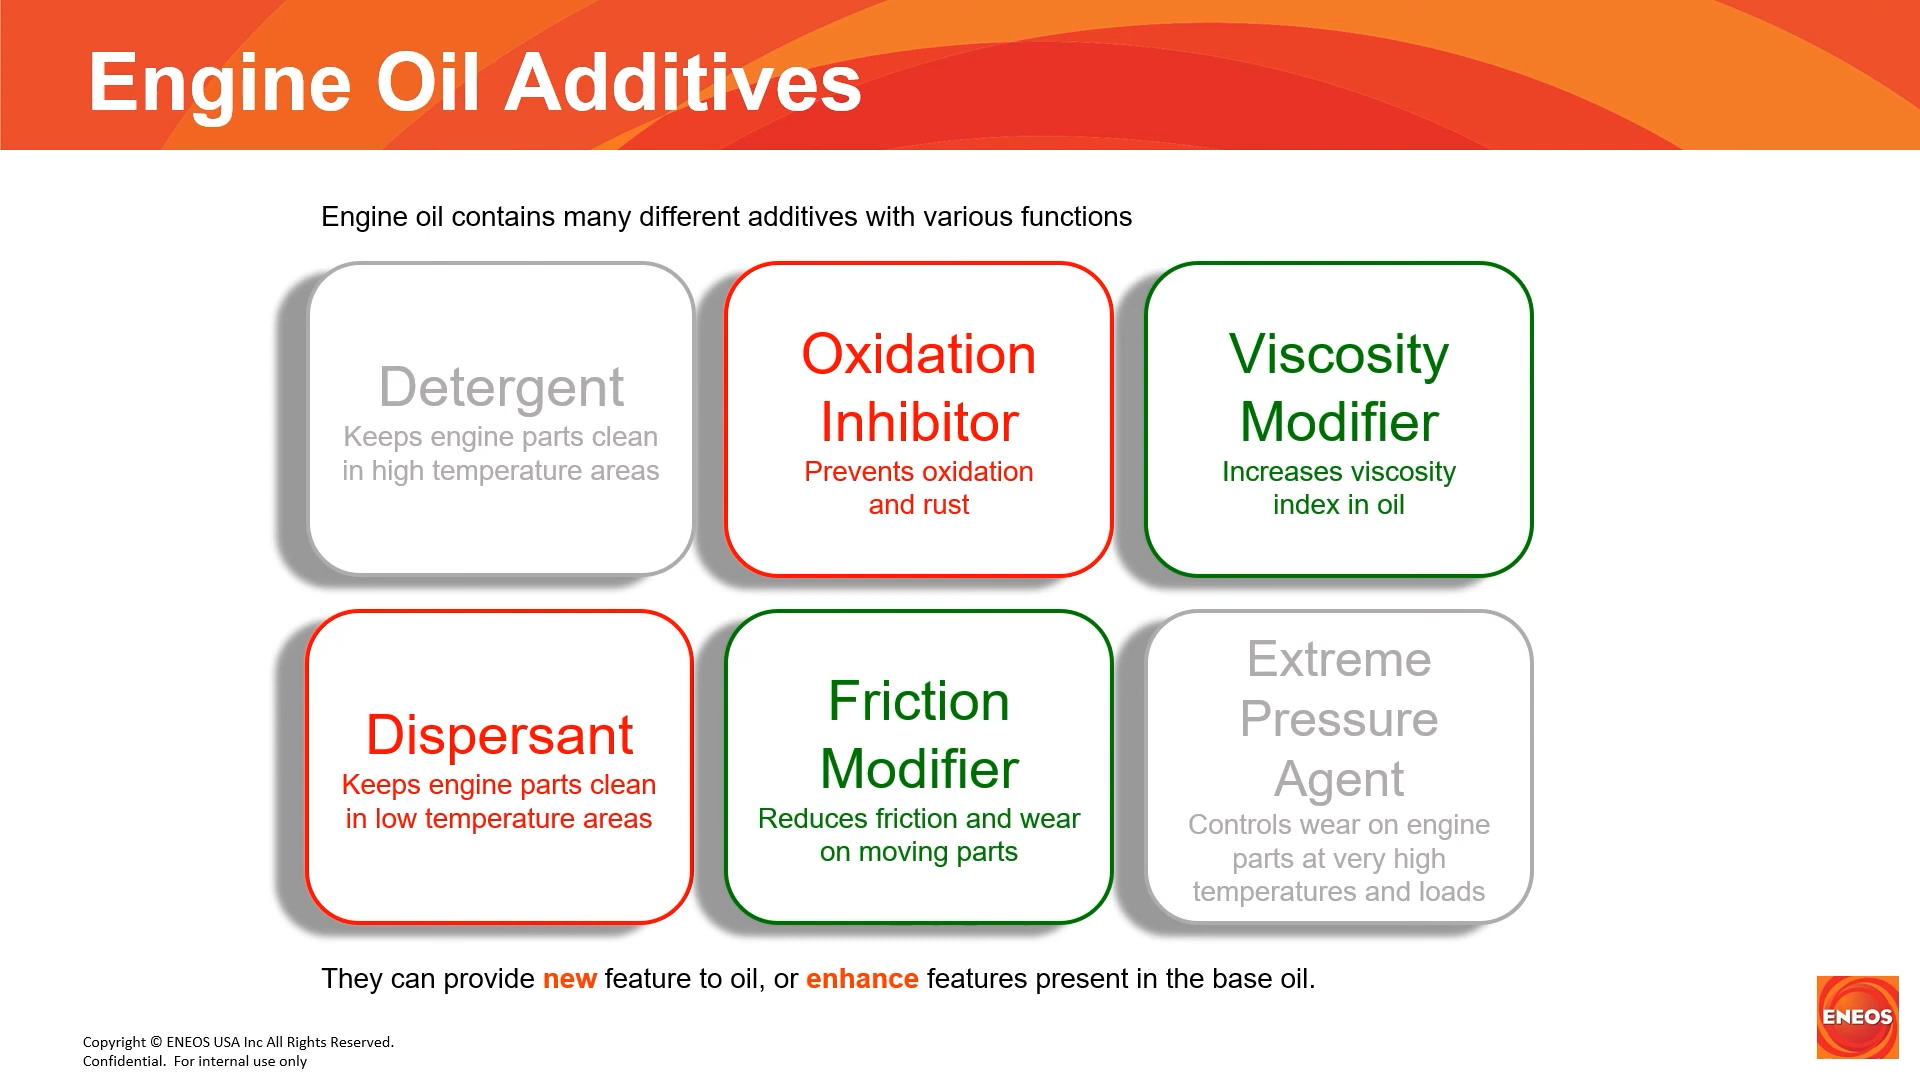 Engine Oil Additives
Engine oil contains many different additives with various functions
Detergent
Keeps engine parts clean
in high temperature areas
Oxidation
Inhibitor
Prevents oxidation
and rust
Viscosity
Modifier
Increases viscosity
index in oil
Dispersant
Keeps engine parts clean
in low temperature areas
Friction
Modifier
Reduces friction and wear
on moving parts
Extreme
Pressure
Agent
Controls wear on engine
parts at very high
temperatures and loads
They can provide new feature to oil, or enhance features present in the base oil.
Copyright © ENEOS USA Inc All Rights Reserved.
Confidential. For internal use only
ENEOS